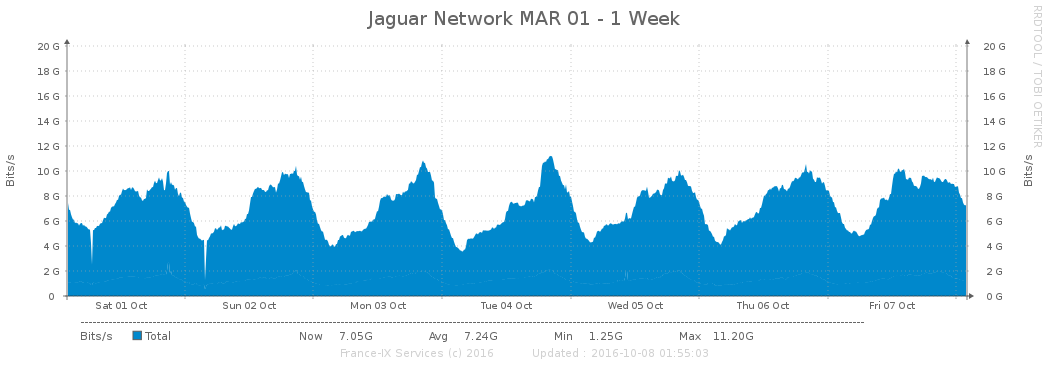 Jaguar Network MAR 01 - 1 Week
RRDTOOL / TOBI OETIKER
Bits/s
20 G 20 G
18 G 18 G
16 G 16 G
14 G 14 G
12 G 12 G
10 G 10 G
8 G 8 G
6 G 6 G
4 G 4 G
2 G 2 G
0 0 G
Bits/s
Sat 01 Oct Sun 02 Oct Mon 03 Oct Tue 04 Oct Wed 05 Oct Thu 06 Oct Fri 07 Oct
Bits/s Total Now 7.05G Avg 7.24G Min 1.25G Max 11.20G
France-IX Services (c) 2016 Updated : 2016-10-08 01:55:03